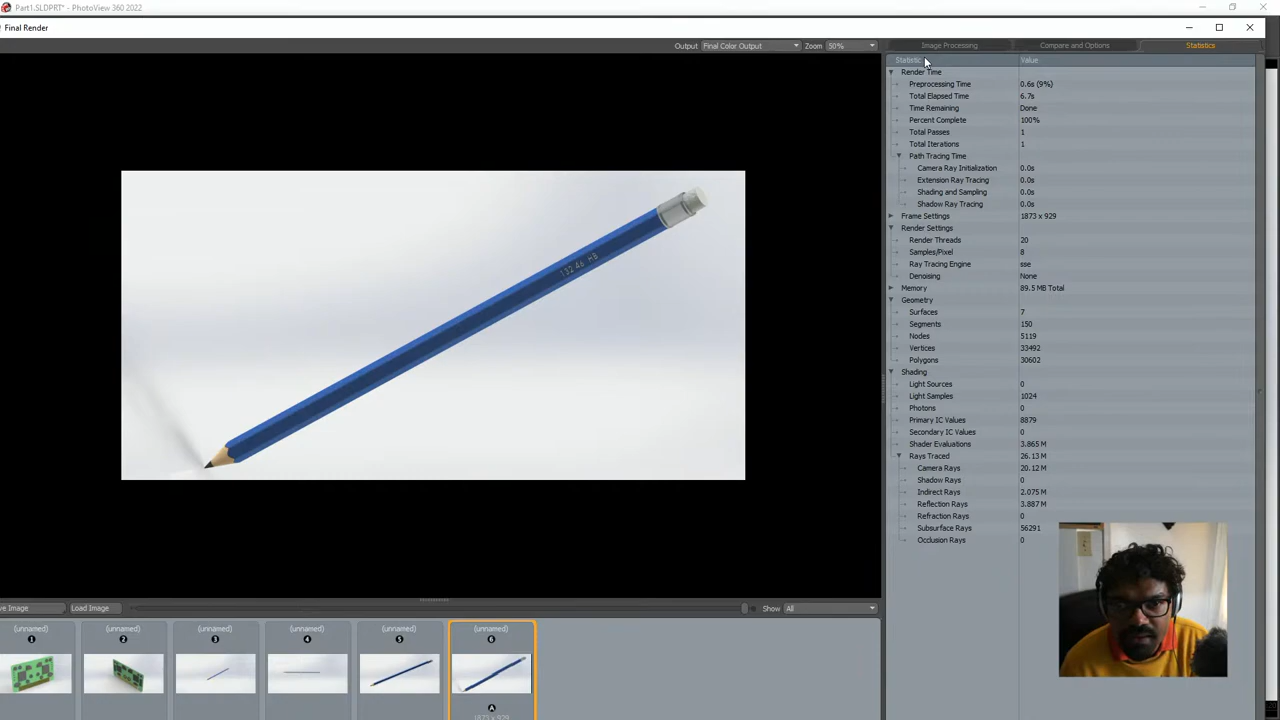 Part1.SLDPRT* - PhotoView 360 2022
Final Render
Output Final Color Output Zoom 50% Image Processing Compare and Options Statistics
Statistic Value
Render Time
Preprocessing Time 0.6s (9%)
Total Elapsed Time 6.7s
Time Remaining Done
Percent Complete 100%
Total Passes 1
Total Iterations 1
Path Tracing Time
Camera Ray Initialization 0.0s
Extension Ray Tracing 0.0s
Shading and Sampling 0.0s
Shadow Ray Tracing 0.0s
Frame Settings 1873 x 929
Render Settings
Render Threads 20
Samples/Pixel 8
Ray Tracing Engine sse
Denoising None
Memory 89.5 MB Total
Geometry
Surfaces 7
Segments 150
Nodes 5119
Vertices 33492
Polygons 30602
Shading
Light Sources 0
Light Samples 1024
Photons 0
Primary IC Values 8879
Secondary IC Values 0
Shader Evaluations 3.865 M
Rays Traced 26.13 M
Camera Rays 20.12 M
Shadow Rays 0
Indirect Rays 2.075 M
Reflection Rays 3.887 M
Refraction Rays 0
Subsurface Rays 56291
Occlusion Rays 0
132 46 HB
ve Image Load Image Show All
(unnamed) (unnamed) (unnamed) (unnamed) (unnamed) (unnamed)
1 2 3 4 5 6
A
1873 x 929